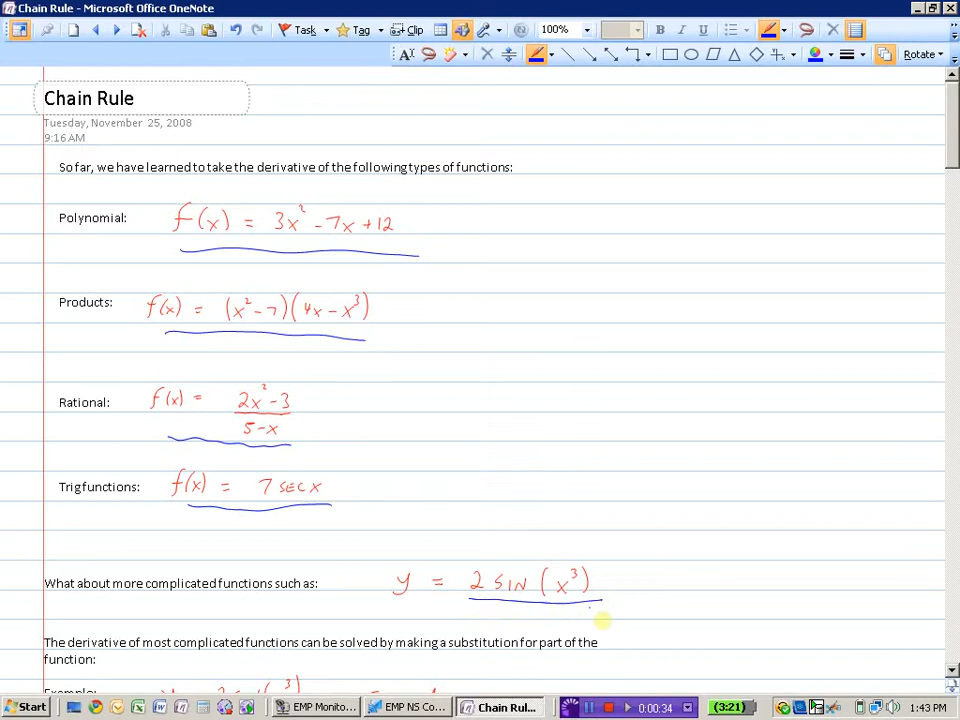 Chain Rule - Microsoft Office OneNote
Task Tag Clip 100% B I U
Rotate
Chain Rule
Tuesday, November 25, 2008
9:16 AM
So far, we have learned to take the derivative of the following types of functions:
Polynomial: f(x) = 3x² - 7x + 12
Products: f(x) = (x² - 7)(4x - x³)
Rational: f(x) = 2x² - 3
5 - x
Trig functions: f(x) = 7 SEC x
What about more complicated functions such as: y = 2 SIN (x³)
The derivative of most complicated functions can be solved by making a substitution for part of the
function:
Example:
Start EMP Monito... EMP NS Co... Chain Rul... 0:00:34 (3:21) 1:43 PM